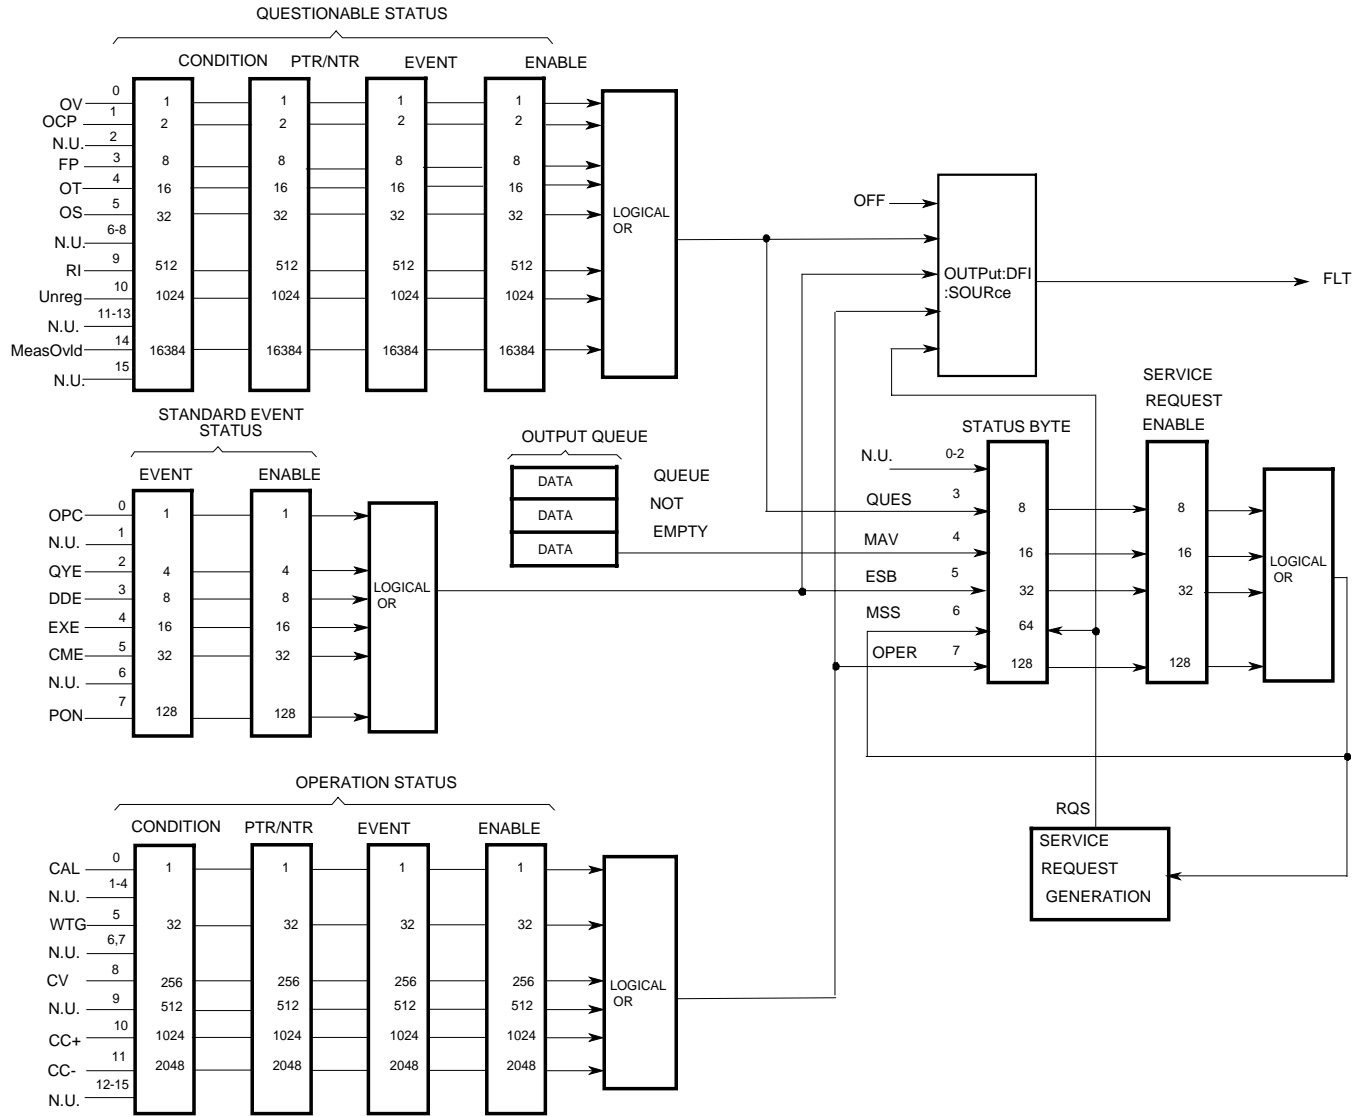 QUESTIONABLE STATUS
CONDITION PTR/NTR EVENT ENABLE
OV 0 1 1 1 1
OCP 1 2 2 2 2
N.U. 2
FP 3 8 8 8 8
OT 4 16 16 16 16
OS 5 32 32 32 32
N.U. 6-8
RI 9 512 512 512 512
Unreg 10 1024 1024 1024 1024
N.U. 11-13
MeasOvld 14 16384 16384 16384 16384
N.U. 15
LOGICAL
OR
OFF
OUTPut:DFI
:SOURce
FLT
STANDARD EVENT
STATUS
EVENT ENABLE
OPC 0 1 1
N.U. 1
QYE 2 4 4
DDE 3 8 8
EXE 4 16 16
CME 5 32 32
N.U. 6
PON 7 128 128
LOGICAL
OR
OUTPUT QUEUE
DATA
DATA
DATA
QUEUE
NOT
EMPTY
STATUS BYTE
N.U. 0-2
QUES 3 8
MAV 4 16
ESB 5 32
MSS 6 64
OPER 7 128
SERVICE
REQUEST
ENABLE
8
16
32
128
LOGICAL
OR
RQS
SERVICE
REQUEST
GENERATION
OPERATION STATUS
CONDITION PTR/NTR EVENT ENABLE
CAL 0 1 1 1 1
N.U. 1-4
WTG 5 32 32 32 32
N.U. 6,7
CV 8 256 256 256 256
N.U. 9 512 512 512 512
CC+ 10 1024 1024 1024 1024
CC- 11 2048 2048 2048 2048
N.U. 12-15
LOGICAL
OR